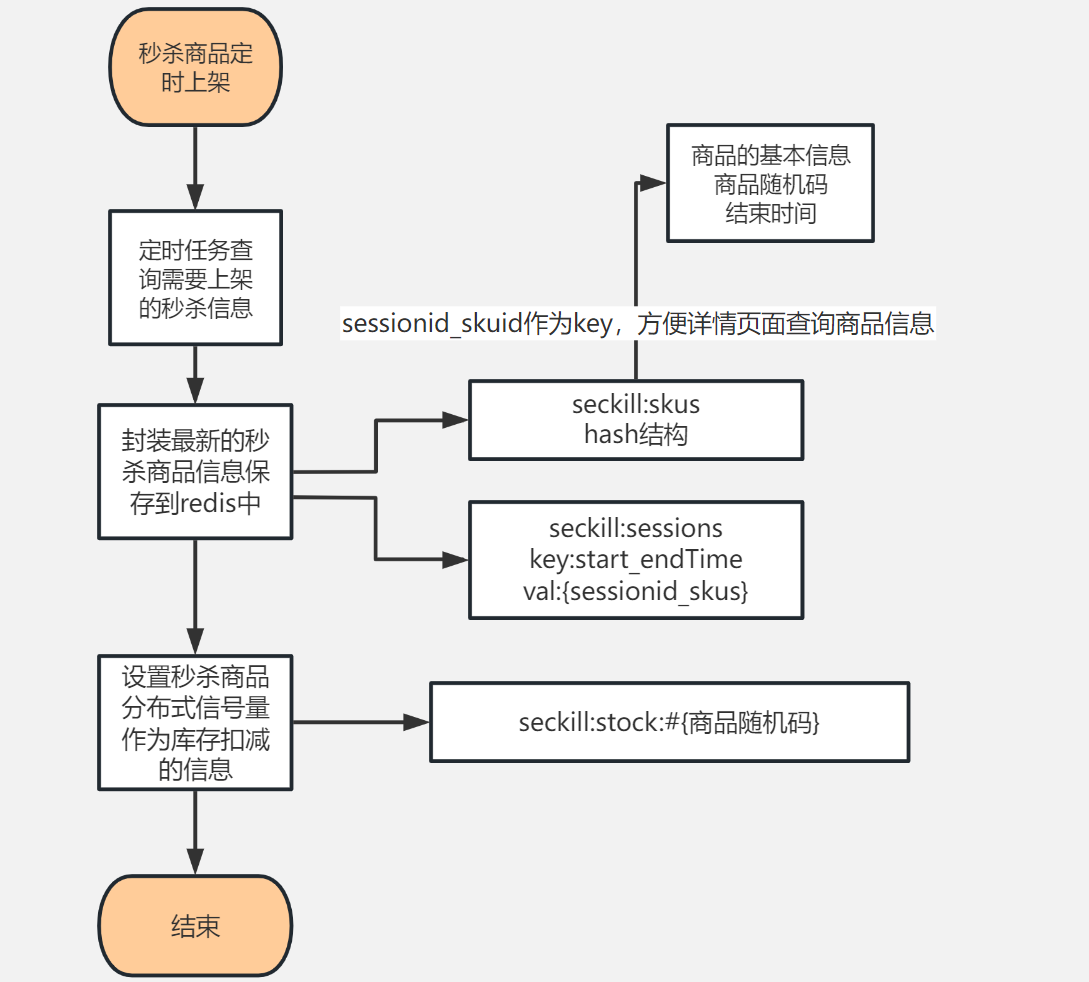 秒杀商品定
时上架
商品的基本信息
商品随机码
结束时间
定时任务查
询需要上架
的秒杀信息
sessionid_skuid作为key，方便详情页面查询商品信息
seckill:skus
hash结构
封装最新的秒
杀商品信息保
存到redis中
seckill:sessions
key:start_endTime
val:{sessionid_skus}
设置秒杀商品
分布式信号量
作为库存扣减
的信息
seckill:stock:#{商品随机码}
结束